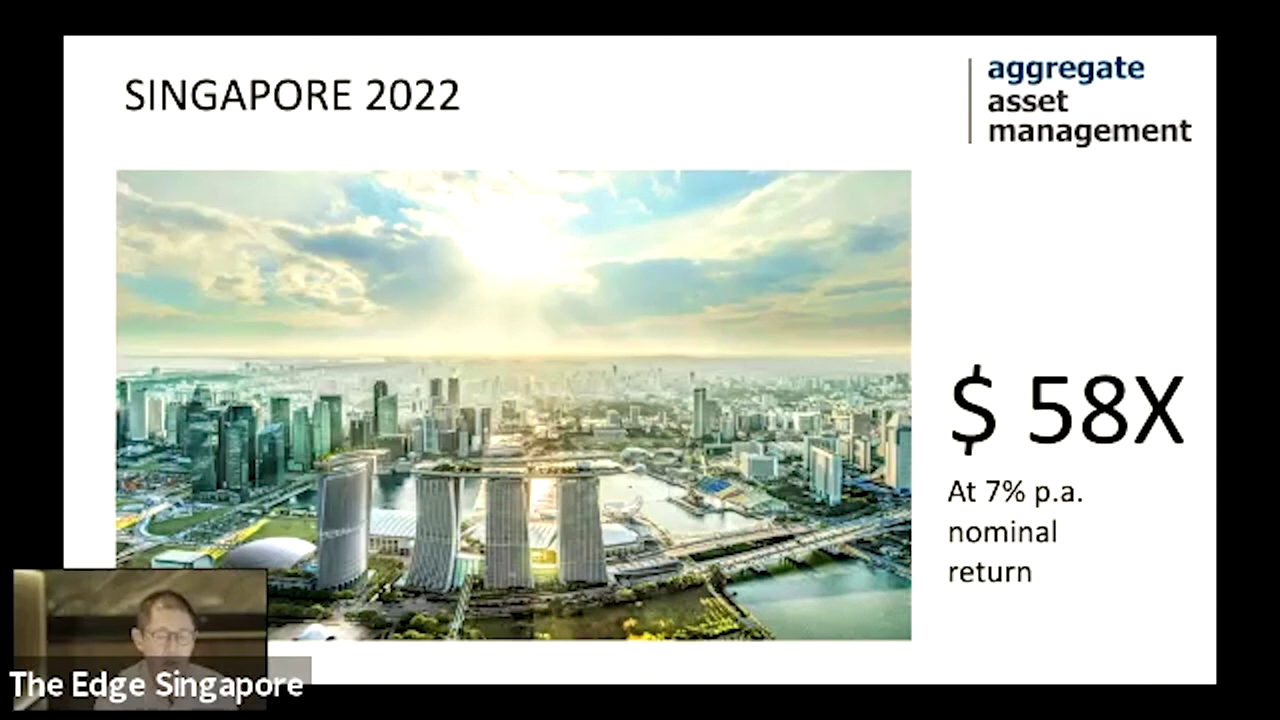 SINGAPORE 2022
aggregate
asset
management
$ 58X
At 7% p.a.
nominal
return
The Edge Singapore